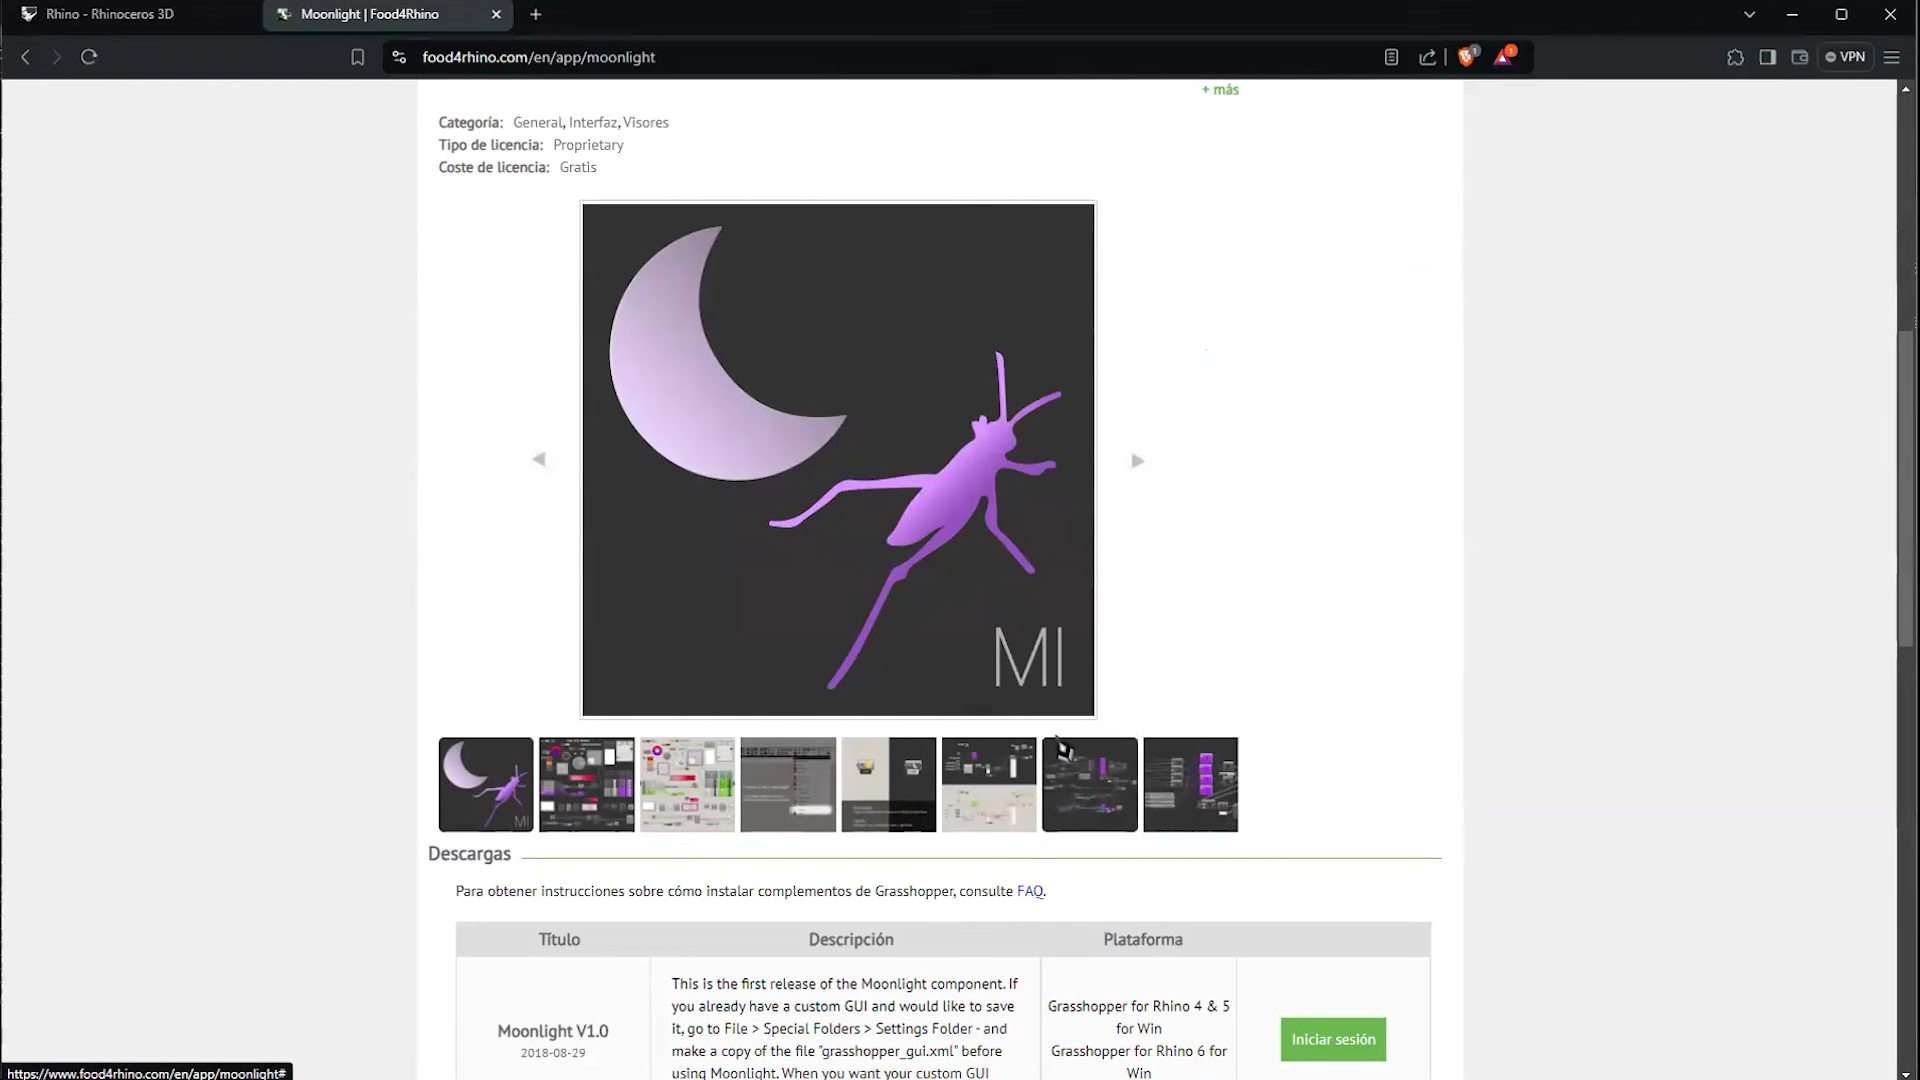 Rhino - Rhinoceros 3D
Moonlight | Food4Rhino
food4rhino.com/en/app/moonlight
VPN
+ más
Categoría: General, Interfaz, Visores
Tipo de licencia: Proprietary
Coste de licencia: Gratis
MI
Descargas
Para obtener instrucciones sobre cómo instalar complementos de Grasshopper, consulte FAQ.
Título Descripción Plataforma
Moonlight V1.0
2018-08-29
This is the first release of the Moonlight component. If
you already have a custom GUI and would like to save
it, go to File > Special Folders > Settings Folder - and
make a copy of the file "grasshopper_gui.xml" before
using Moonlight. When you want your custom GUI
Grasshopper for Rhino 4 & 5
for Win
Grasshopper for Rhino 6 for
Win
Iniciar sesión
https://www.food4rhino.com/en/app/moonlight#